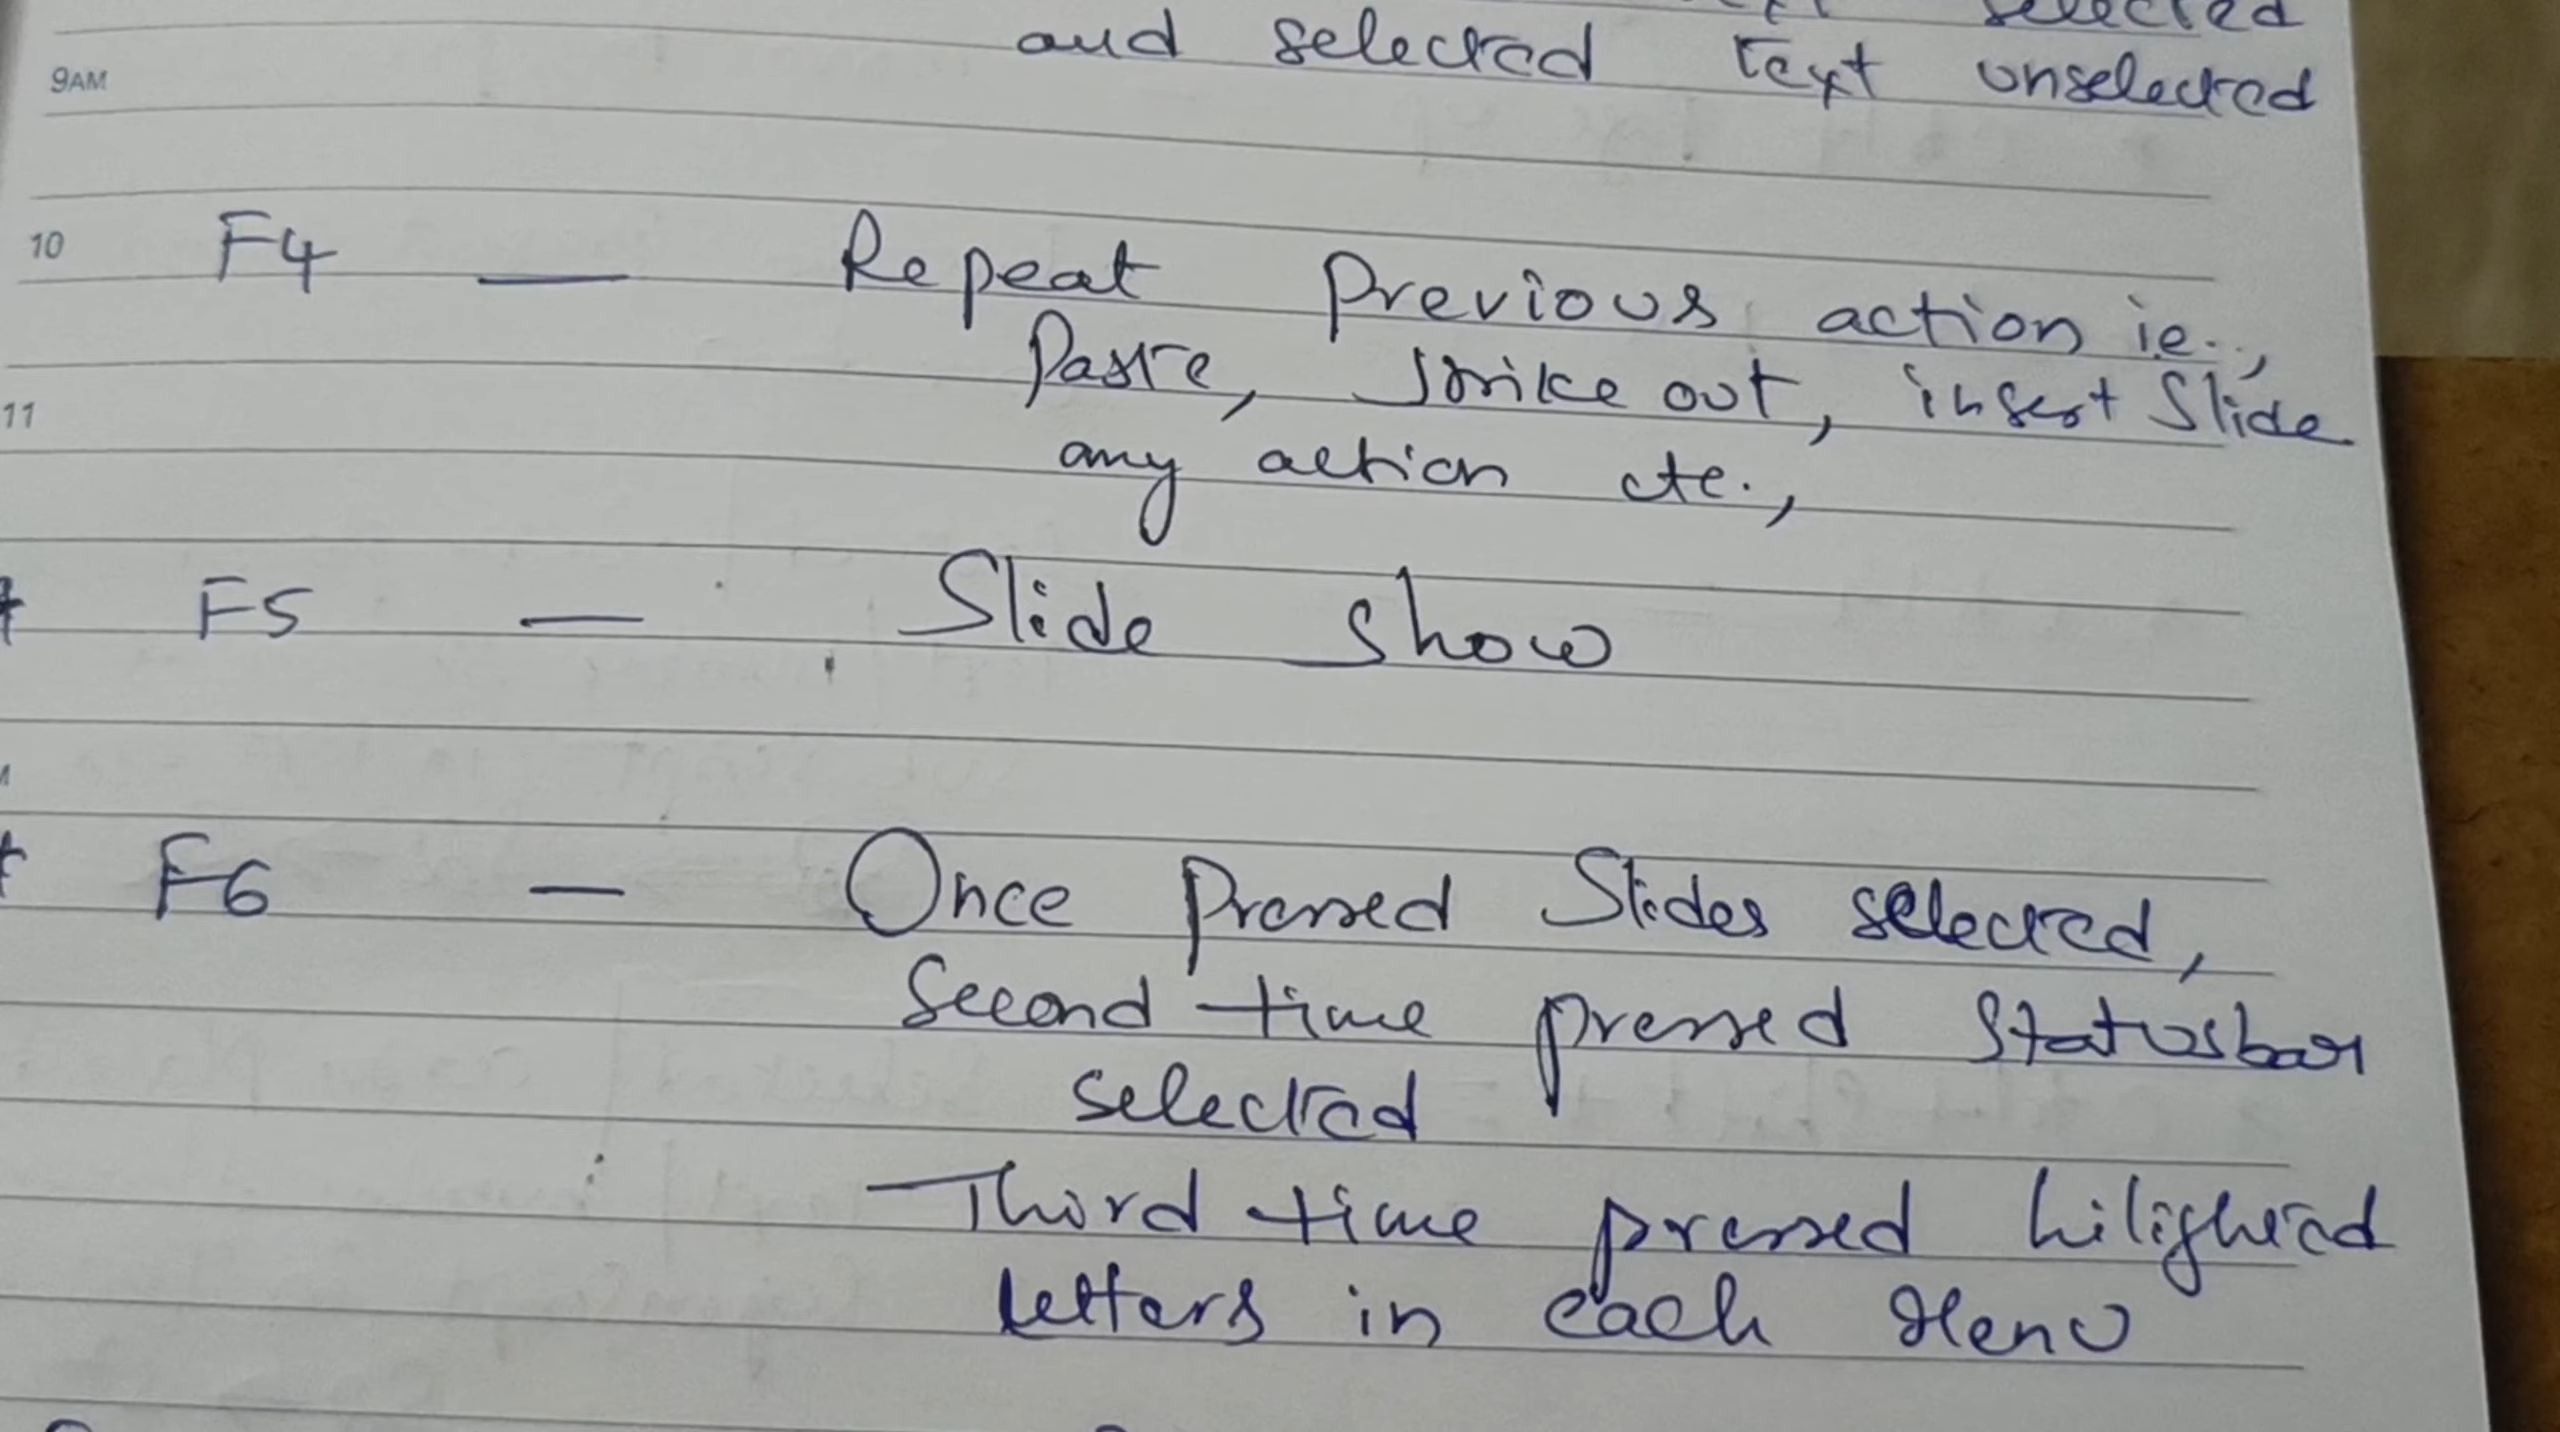 selected
and selected Text unselected
9AM
10 F4 — Repeat Previous action ie.,
Paste, Strike out, insert Slide
11
any action etc.,
F5 — Slide Show
F6 — Once Pressed Slides selected,
Second time pressed Statusbar
selected
Third time pressed hilighted
letters in each Menu